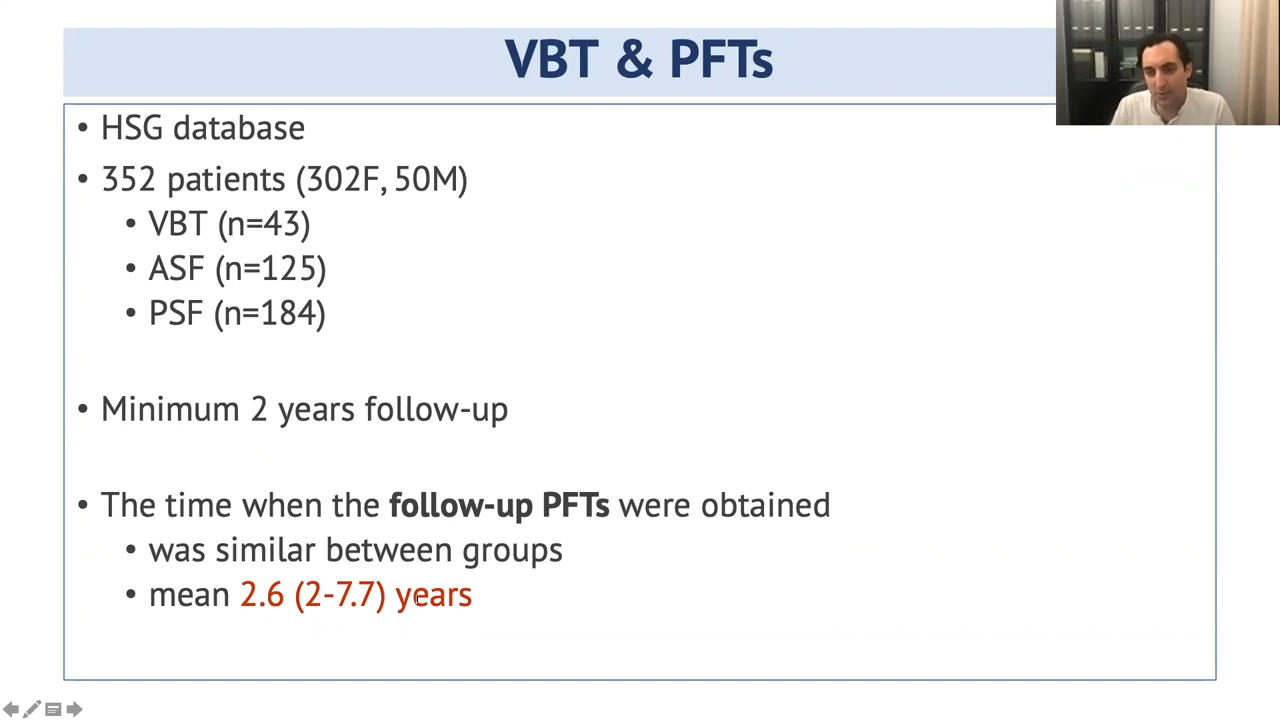 VBT & PFTs
• HSG database
• 352 patients (302F, 50M)
• VBT (n=43)
• ASF (n=125)
• PSF (n=184)
• Minimum 2 years follow-up
• The time when the follow-up PFTs were obtained
• was similar between groups
• mean 2.6 (2-7.7) years